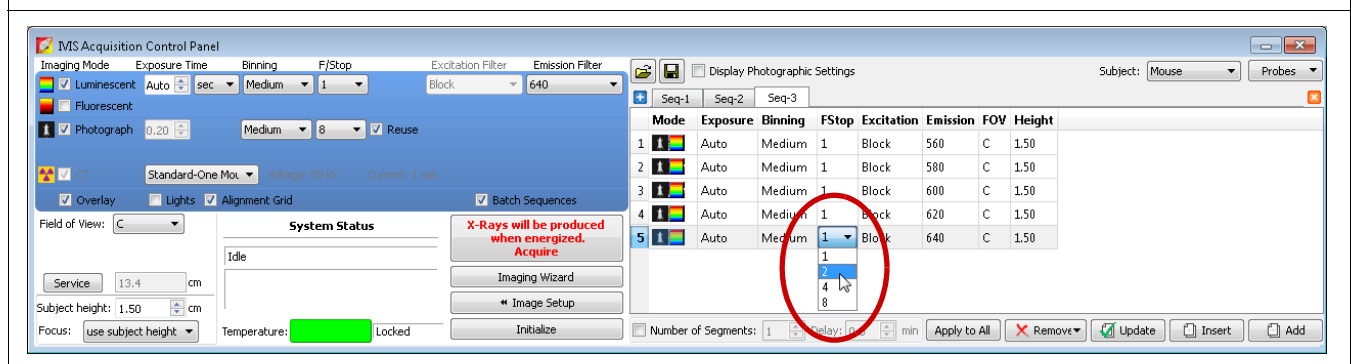 IVIS Acquisition Control Panel
Imaging Mode Exposure Time Binning F/Stop Excitation Filter Emission Filter
Luminescent Auto sec Medium 1 Block 640
Fluorescent
Photograph 0.20 Medium 8 Reuse
CT Standard-One Mou Voltage: 50 kV Current: 1 mA
Overlay Lights Alignment Grid Batch Sequences
Field of View: C
System Status
Idle
X-Rays will be produced
when energized.
Acquire
Service 13.4 cm
Imaging Wizard
Subject height: 1.50 cm
Image Setup
Focus: use subject height Temperature: Locked Initialize
Display Photographic Settings Subject: Mouse Probes
Seq-1 Seq-2 Seq-3
Mode Exposure Binning FStop Excitation Emission FOV Height
1 Auto Medium 1 Block 560 C 1.50
2 Auto Medium 1 Block 580 C 1.50
3 Auto Medium 1 Block 600 C 1.50
4 Auto Medium 1 Block 620 C 1.50
5 Auto Medium 1 Block 640 C 1.50
1
2
4
8
Number of Segments: 1 Delay: min Apply to All Remove Update Insert Add